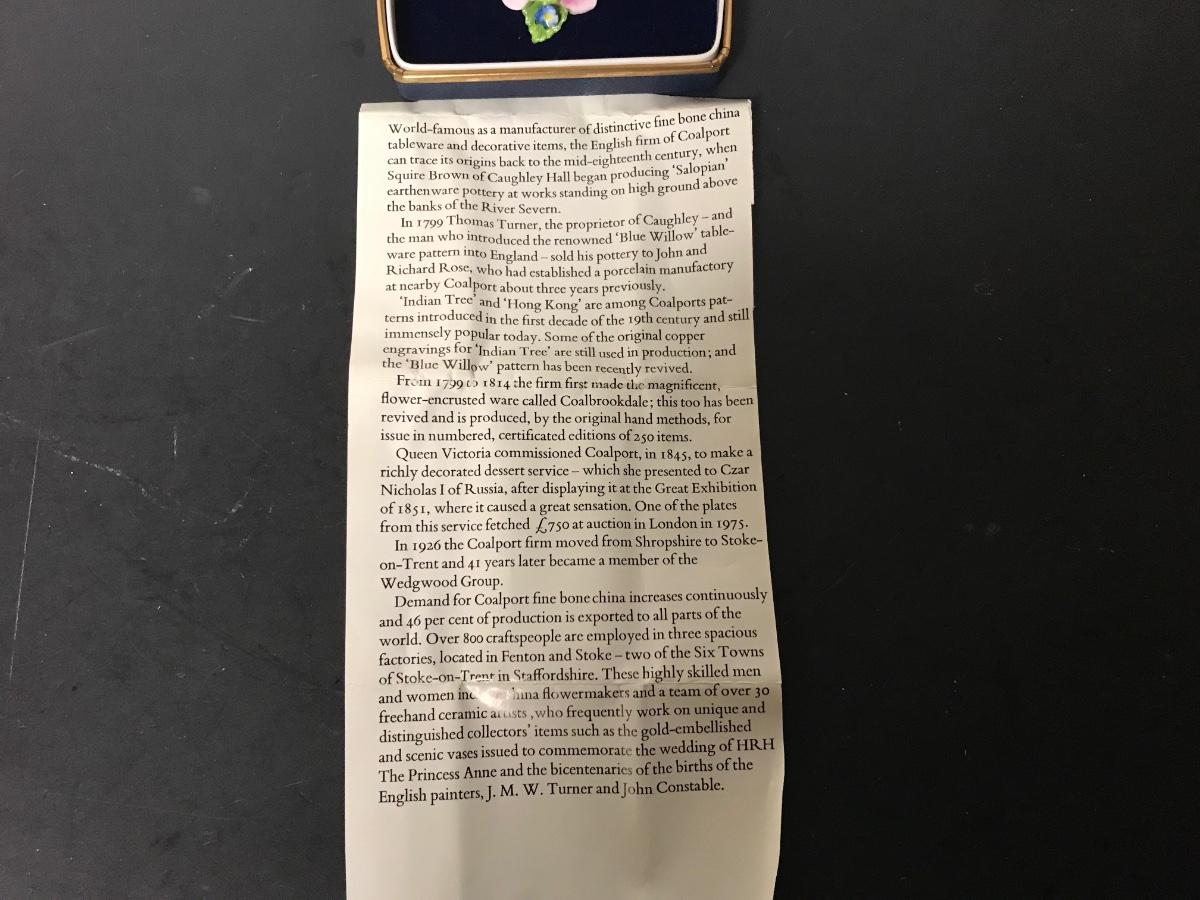 World-famous as a manufacturer of distinctive fine bone china
tableware and decorative items, the English firm of Coalport
can trace its origins back to the mid-eighteenth century, when
Squire Brown of Caughley Hall began producing ‘Salopian’
earthenware pottery at works standing on high ground above
the banks of the River Severn.
In 1799 Thomas Turner, the proprietor of Caughley – and
the man who introduced the renowned ‘Blue Willow’ table-
ware pattern into England – sold his pottery to John and
Richard Rose, who had established a porcelain manufactory
at nearby Coalport about three years previously.
‘Indian Tree’ and ‘Hong Kong’ are among Coalports pat-
terns introduced in the first decade of the 19th century and still
immensely popular today. Some of the original copper
engravings for ‘Indian Tree’ are still used in production; and
the ‘Blue Willow’ pattern has been recently revived.
From 1799 to 1814 the firm first made the magnificent,
flower-encrusted ware called Coalbrookdale; this too has been
revived and is produced, by the original hand methods, for
issue in numbered, certificated editions of 250 items.
Queen Victoria commissioned Coalport, in 1845, to make a
richly decorated dessert service – which she presented to Czar
Nicholas I of Russia, after displaying it at the Great Exhibition
of 1851, where it caused a great sensation. One of the plates
from this service fetched £750 at auction in London in 1975.
In 1926 the Coalport firm moved from Shropshire to Stoke-
on-Trent and 41 years later became a member of the
Wedgwood Group.
Demand for Coalport fine bone china increases continuously
and 46 per cent of production is exported to all parts of the
world. Over 800 craftspeople are employed in three spacious
factories, located in Fenton and Stoke – two of the Six Towns
of Stoke-on-Trent in Staffordshire. These highly skilled men
and women flowermakers and a team of over 30
freehand ceramic artists, who frequently work on unique and
distinguished collectors’ items such as the gold-embellished
and scenic vases issued to commemorate the wedding of HRH
The Princess Anne and the bicentenaries of the births of the
English painters, J. M. W. Turner and John Constable.